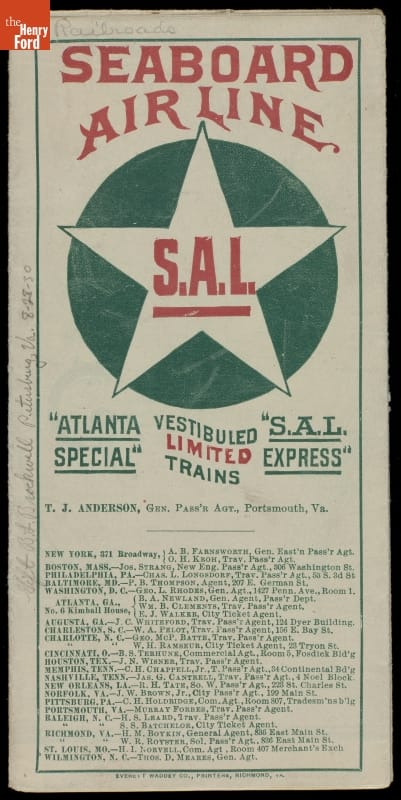 the
Henry
Ford
Railroads
SEABOARD
AIR LINE
S.A.L.
"ATLANTA SPECIAL"
VESTIBULED LIMITED TRAINS
"S.A.L. EXPRESS"
T. J. ANDERSON, GEN. PASS'R AGT., Portsmouth, Va.
NEW YORK, 371 Broadway, { A. B. FARNSWORTH, Gen. East'n Pass'r Agt.
O. H. KROH, Trav. Pass'r Agt.
BOSTON, MASS.—JOS. STRANG, New Eng. Pass'r Agt., 306 Washington St.
PHILADELPHIA, PA.—CHAS. L. LONGSDORF, Trav. Pass'r Agt., 53 S. 3d St
BALTIMORE, MD.—P. B. THOMPSON, Agent, 207 E. German St.
WASHINGTON, D. C.—GEO. L. RHODES, Gen. Agt., 1427 Penn. Ave., Room 1.
ATLANTA, GA., No. 6 Kimball House, { B. A. NEWLAND, Gen. Agent, Pass'r Dept.
WM. B. CLEMENTS, Trav. Pass'r Agent.
E. J. WALKER, City Ticket Agent.
AUGUSTA, GA.—J. C. WHITEFORD, Trav. Pass'r Agent, 124 Dyer Building.
CHARLESTON, S. C.—W. A. PELOT, Trav. Pass'r Agent, 156 E. Bay St.
CHARLOTTE, N. C.—GEO. McP. BATTE, Trav. Pass'r Agent.
" " W. H. RAMSEUR, City Ticket Agent, 23 Tryon St.
CINCINNATI, O.—B. S. TERHUNE, Commercial Agt., Room 5, Fosdick Bld'g
HOUSTON, TEX.—J. N. WISNER, Trav. Pass'r Agent.
MEMPHIS, TENN.—C. H. CHAPPELL, Jr., T. Pass'r Agt., 34 Continental Bd'g
NASHVILLE, TENN.—JAS. G. CANTRELL, Trav. Pass'r Agt., 4 Noel Block.
NEW ORLEANS, LA.—R. H. TATE, So. W. Pass'r Agt., 223 St. Charles St.
NORFOLK, VA.—J. W. BROWN, Jr., City Pass'r Agt., 199 Main St.
PITTSBURG, PA.—C. H. HOLDRIDGE, Com. Agt., Room 807, Tradesm'ns b'lg
PORTSMOUTH, VA.—MURRAY FORBES, Trav. Pass'r Agent.
RALEIGH, N. C.—H. S. LEARD, Trav. Pass'r Agent.
" " S. S. BATCHELOR, City Ticket Agent.
RICHMOND, VA.—H. M. BOYKIN, General Agent, 836 East Main St.
" " W. R. ROYSTER, Sol. Pass'r Agt., 836 East Main St.
ST. LOUIS, MO.—H. I. NORVELL, Com. Agt., Room 407 Merchant's Exch
WILMINGTON, N. C.—THOS. D. MEARES, Gen. Agt.
EVERETT WADDEY CO., PRINTERS, RICHMOND, VA.
Brockwell Petersburg, Va. 8-28-30